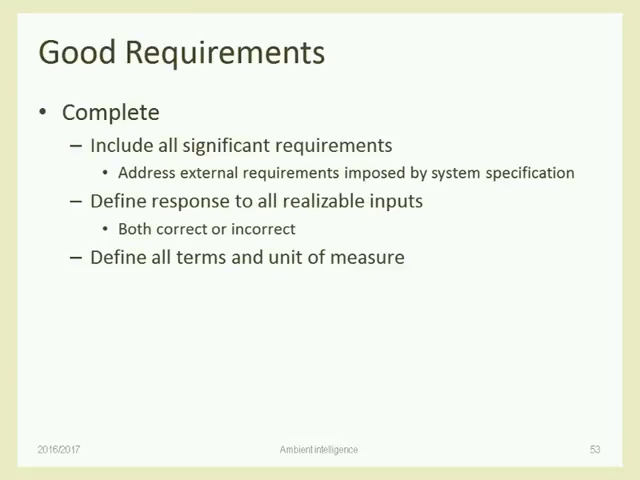 Good Requirements
• Complete
– Include all significant requirements
• Address external requirements imposed by system specification
– Define response to all realizable inputs
• Both correct or incorrect
– Define all terms and unit of measure
2016/2017 Ambient intelligence 53